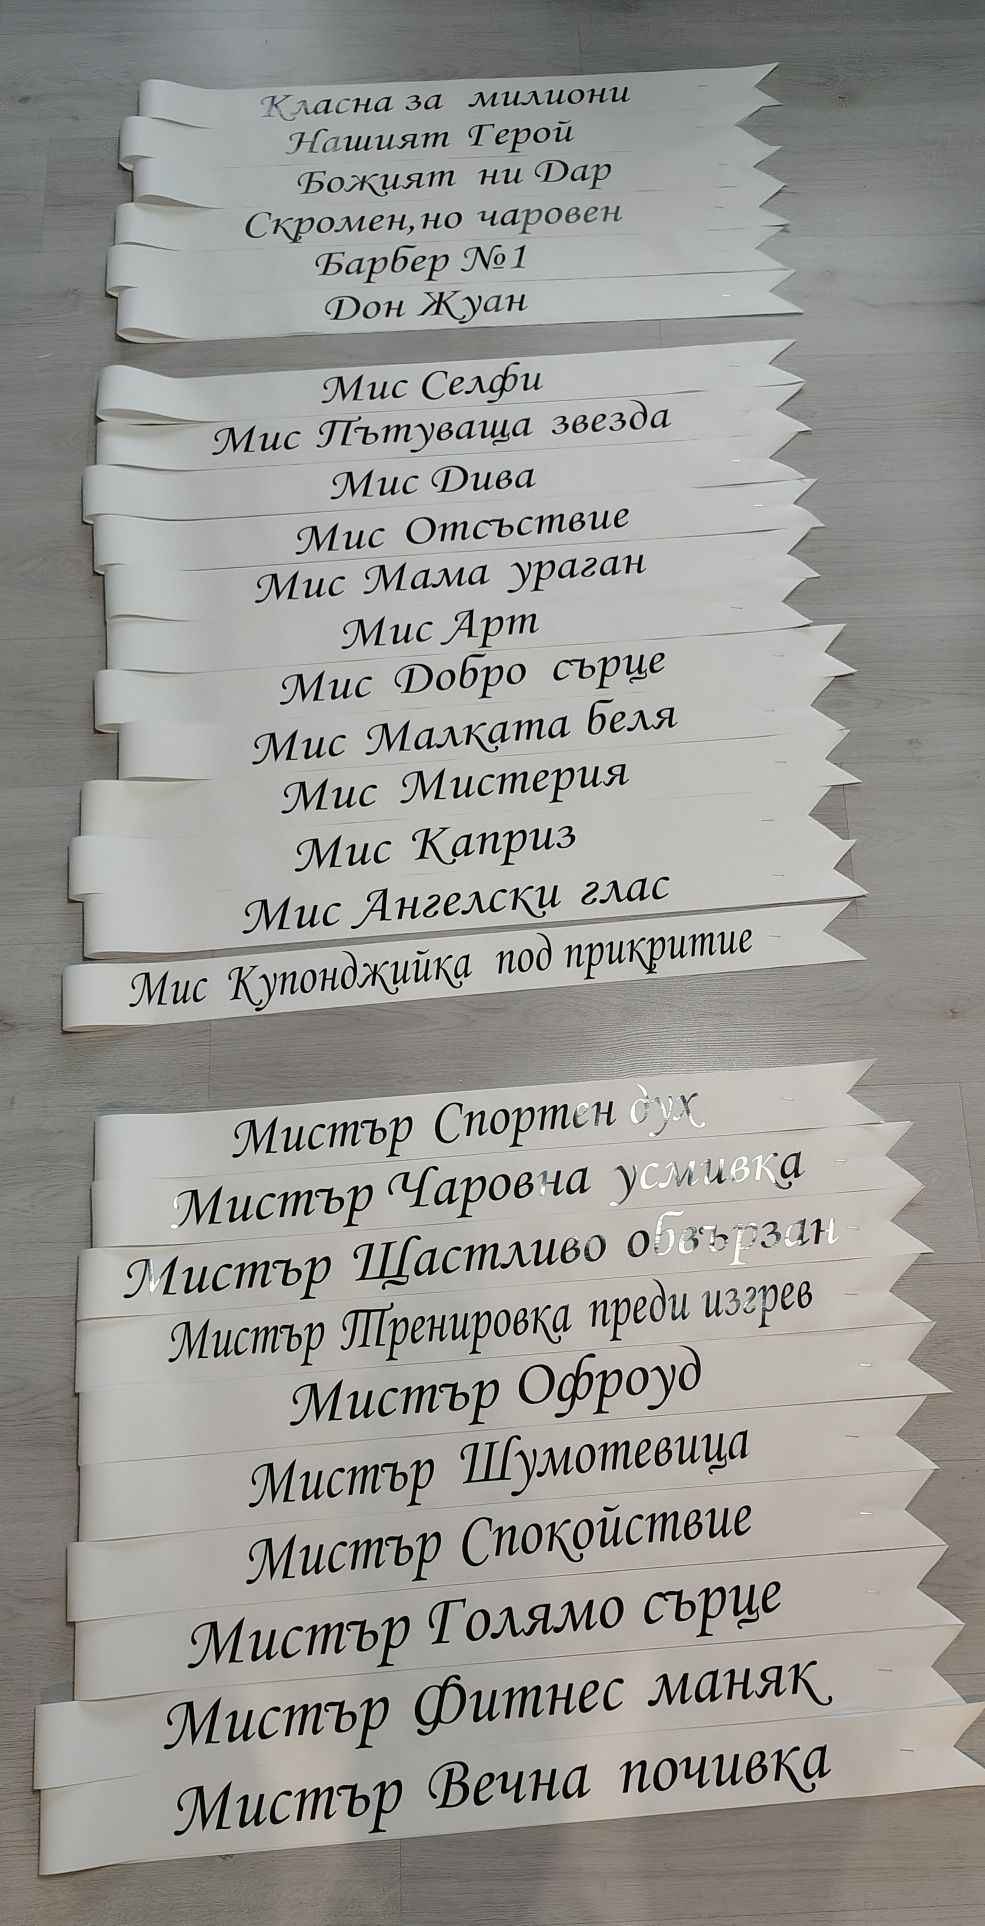 Класна за милиони
Нашият Герой
Божият ни Дар
Скромен,но чаровен
Барбер №1
Дон Жуан
Мис Селфи
Мис Пътуваща звезда
Мис Дива
Мис Отсъствие
Мис Мама ураган
Мис Арт
Мис Добро сърце
Мис Малката беля
Мис Мистерия
Мис Каприз
Мис Ангелски глас
Мис Купонджийка под прикритие
Мистър Спортен дух
Мистър Чаровна усмивка
Мистър Щастливо обвързан
Мистър Тренировка преди изгрев
Мистър Офроуд
Мистър Шумотевица
Мистър Спокойствие
Мистър Голямо сърце
Мистър Фитнес маняк
Мистър Вечна почивка